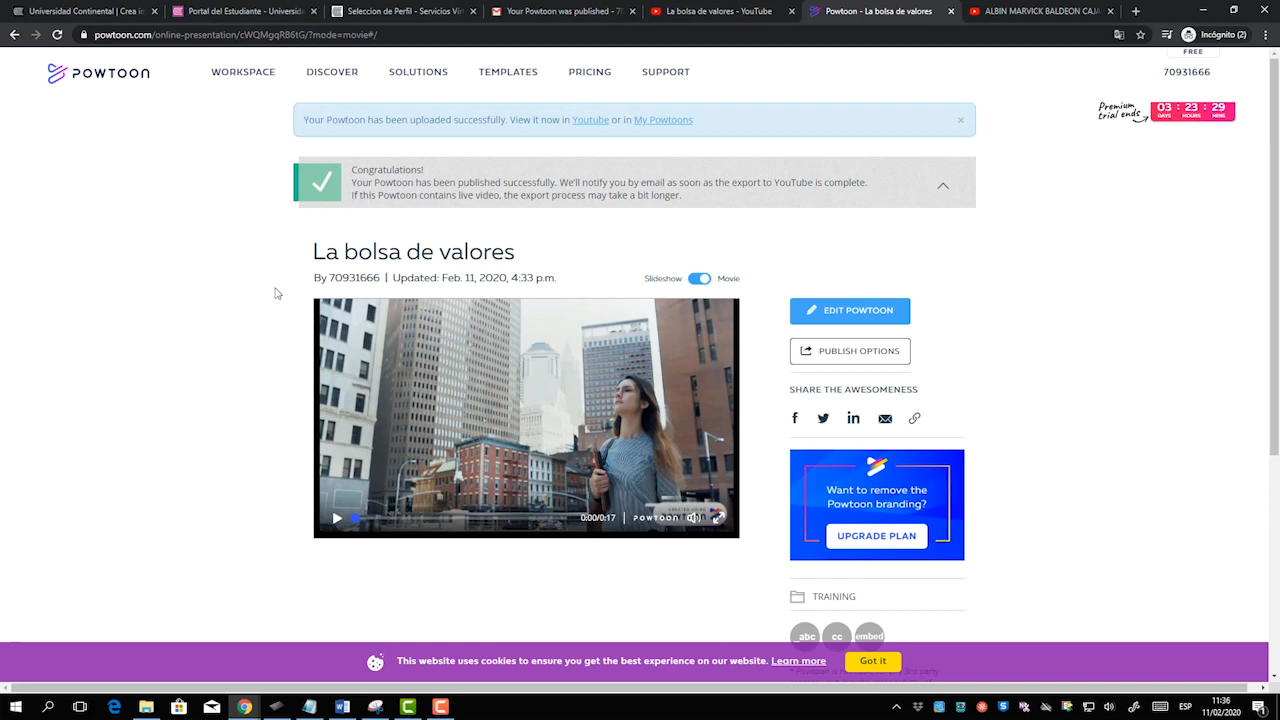 Universidad Continental | Crea in
Portal del Estudiante - Universida
Seleccion de Perfil - Servicios Vir
Your Powtoon was published - 70
La bolsa de valores - YouTube
Powtoon - La bolsa de valores
ALBIN MARVICK BALDEON CAJA
powtoon.com/online-presentation/cWQMgqRB6tG/?mode=movie#/
Incógnito (2)
FREE
POWTOON
WORKSPACE
DISCOVER
SOLUTIONS
TEMPLATES
PRICING
SUPPORT
70931666
Your Powtoon has been uploaded successfully. View it now in Youtube or in My Powtoons
×
Premium
trial ends
03 : 23 : 29
DAYS HOURS MINS
Congratulations!
Your Powtoon has been published successfully. We'll notify you by email as soon as the export to YouTube is complete.
If this Powtoon contains live video, the export process may take a bit longer.
La bolsa de valores
By 70931666 | Updated: Feb. 11, 2020, 4:33 p.m.
Slideshow
Movie
EDIT POWTOON
PUBLISH OPTIONS
SHARE THE AWESOMENESS
Want to remove the
Powtoon branding?
UPGRADE PLAN
0:00/0:17
POWTOON
TRAINING
abc
cc
embed
This website uses cookies to ensure you get the best experience on our website. Learn more
Got it
ESP
11:36
11/02/2020